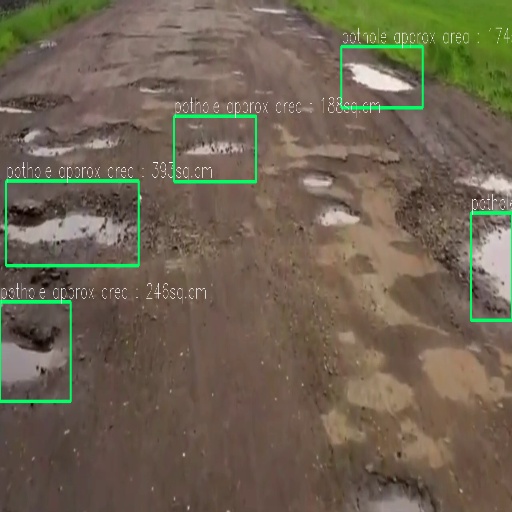 pothole approx area : 174
pothole approx area : 188sq.cm
pothole approx area : 393sq.cm
pothole approx area : 246sq.cm